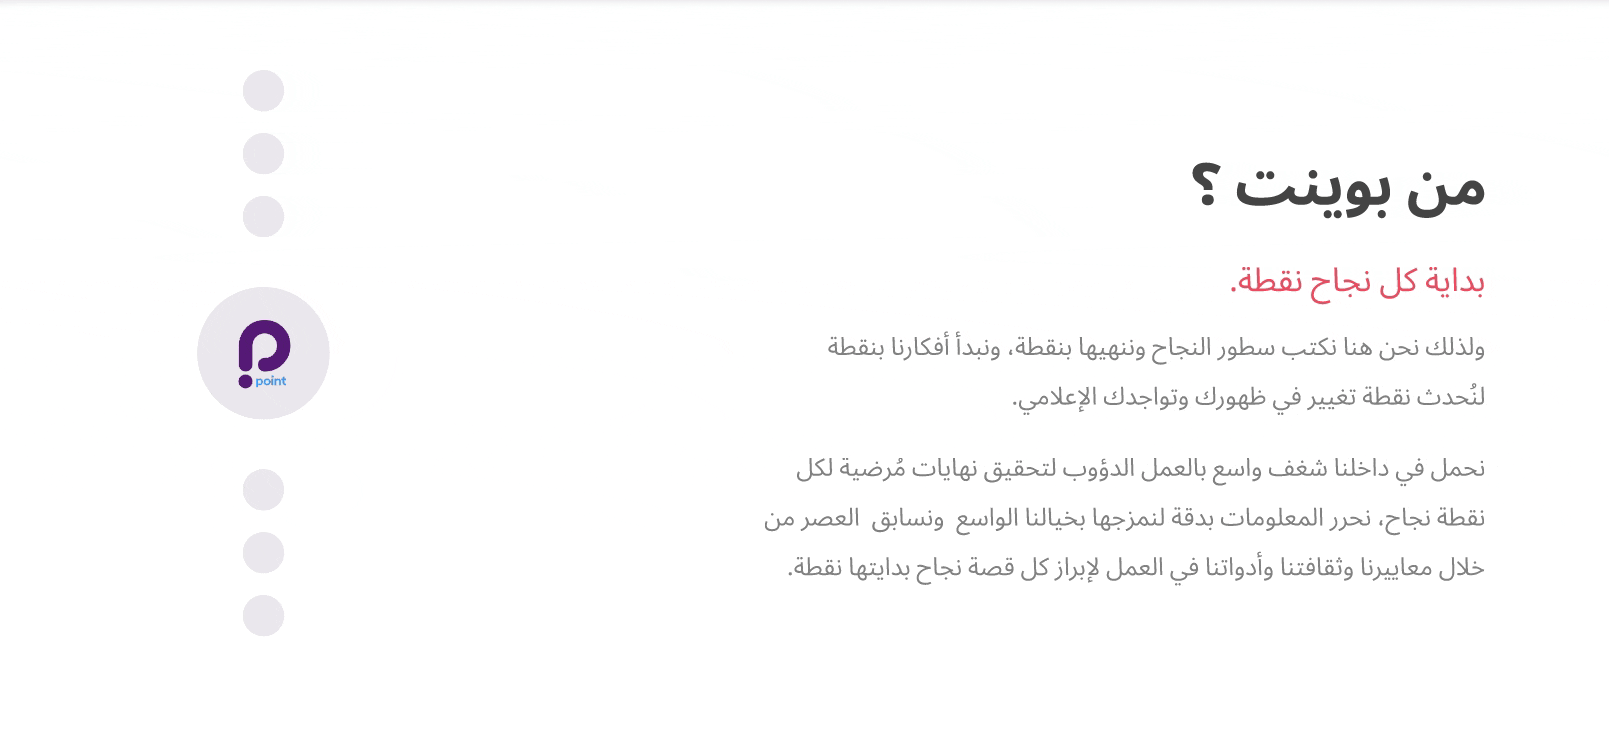 من بوينت ؟
بداية كل نجاح نقطة.
ولذلك نحن هنا نكتب سطور النجاح وننهيها بنقطة، ونبدأ أفكارنا بنقطة
لنُحدث نقطة تغيير في ظهورك وتواجدك الإعلامي.
نحمل في داخلنا شغف واسع بالعمل الدؤوب لتحقيق نهايات مُرضية لكل
نقطة نجاح، نحرر المعلومات بدقة لنمزجها بخيالنا الواسع  ونسابق  العصر من
خلال معاييرنا وثقافتنا وأدواتنا في العمل لإبراز كل قصة نجاح بدايتها نقطة.
point